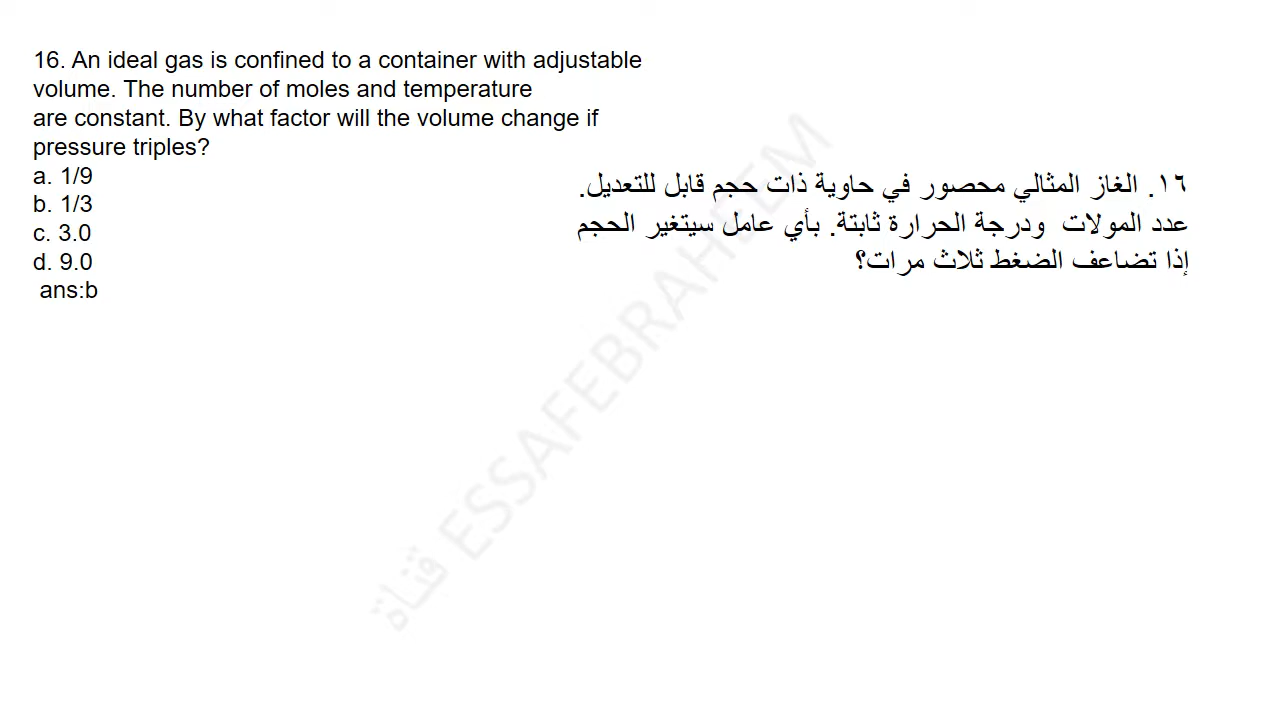 16. An ideal gas is confined to a container with adjustable
volume. The number of moles and temperature
are constant. By what factor will the volume change if
pressure triples?
a. 1/9
b. 1/3
c. 3.0
d. 9.0
ans:b
١٦. الغاز المثالي محصور في حاوية ذات حجم قابل للتعديل.
عدد المولات ودرجة الحرارة ثابتة. بأي عامل سيتغير الحجم
إذا تضاعف الضغط ثلاث مرات؟
قناة ESSAFEBRAHEM